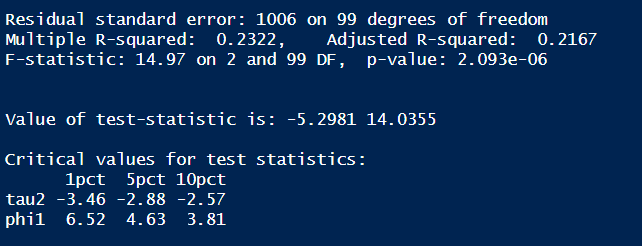 Residual standard error: 1006 on 99 degrees of freedom
Multiple R-squared:  0.2322,    Adjusted R-squared:  0.2167
F-statistic: 14.97 on 2 and 99 DF,  p-value: 2.093e-06
Value of test-statistic is: -5.2981 14.0355
Critical values for test statistics:
      1pct  5pct 10pct
tau2 -3.46 -2.88 -2.57
phi1  6.52  4.63  3.81